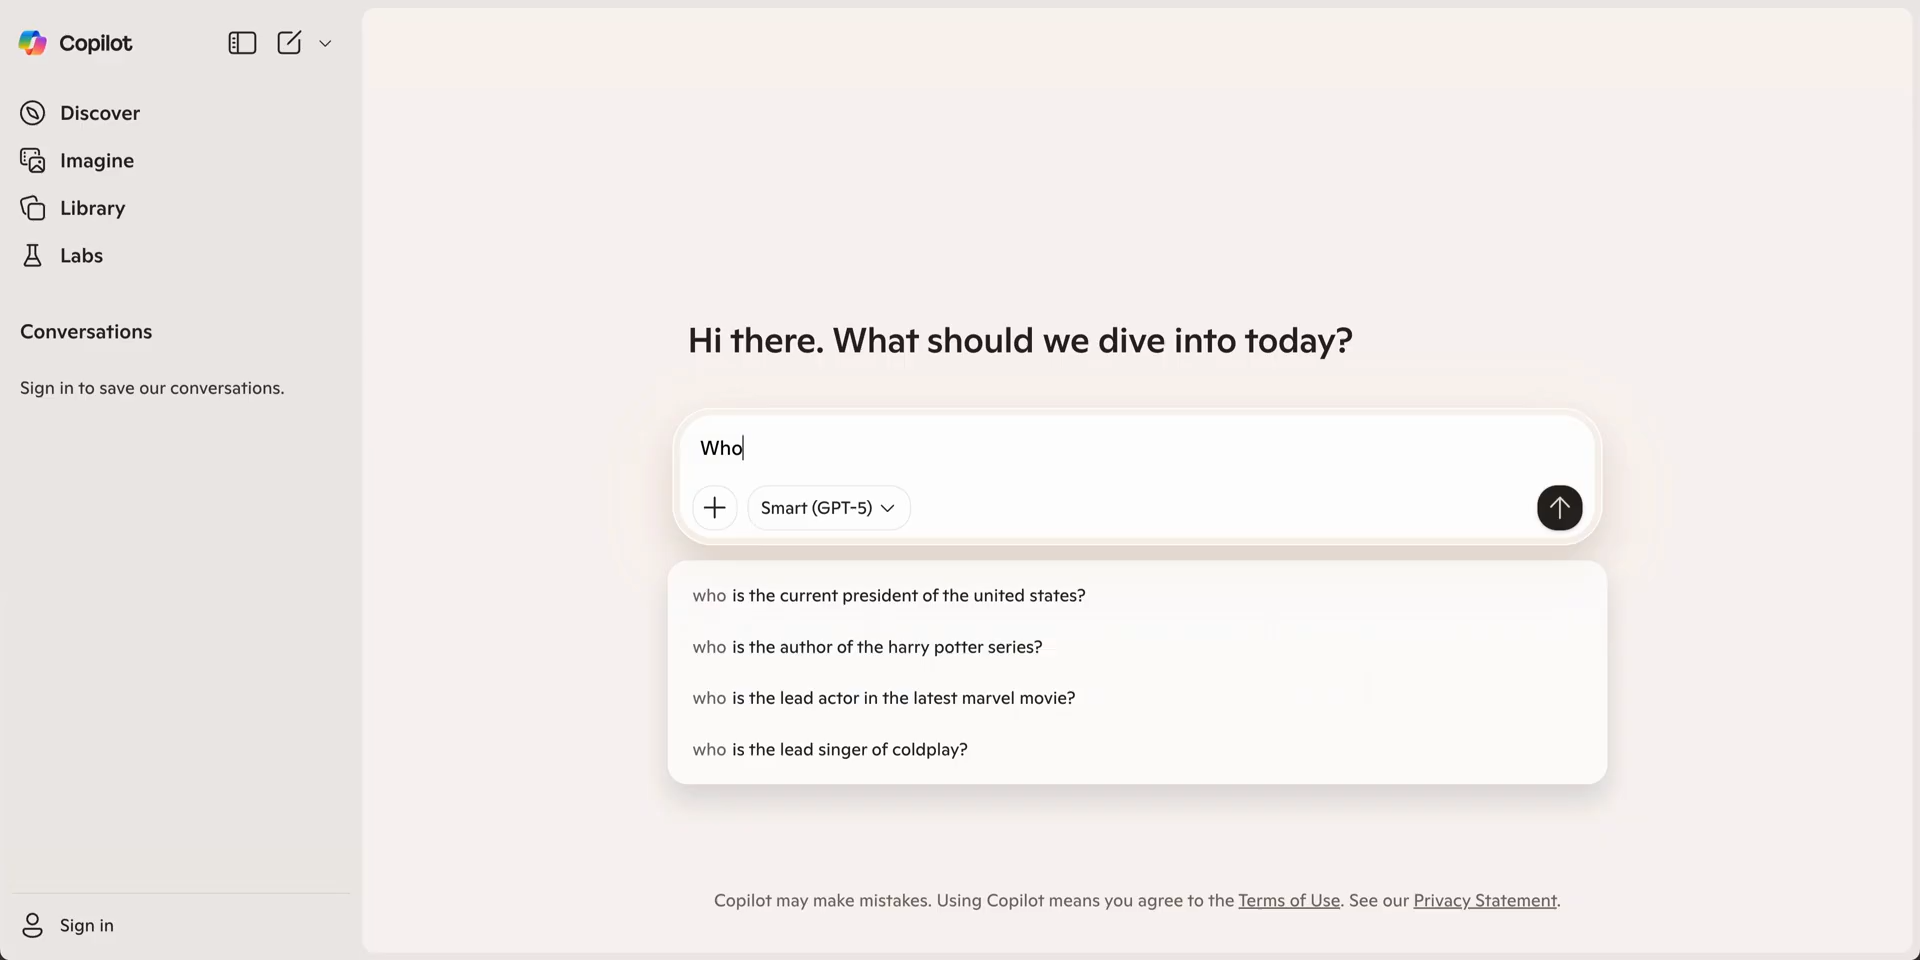 Copilot
Discover
Imagine
Library
Labs
Conversations
Sign in to save our conversations.
Sign in
Hi there. What should we dive into today?
Who
Smart (GPT-5)
who is the current president of the united states?
who is the author of the harry potter series?
who is the lead actor in the latest marvel movie?
who is the lead singer of coldplay?
Copilot may make mistakes. Using Copilot means you agree to the Terms of Use. See our Privacy Statement.